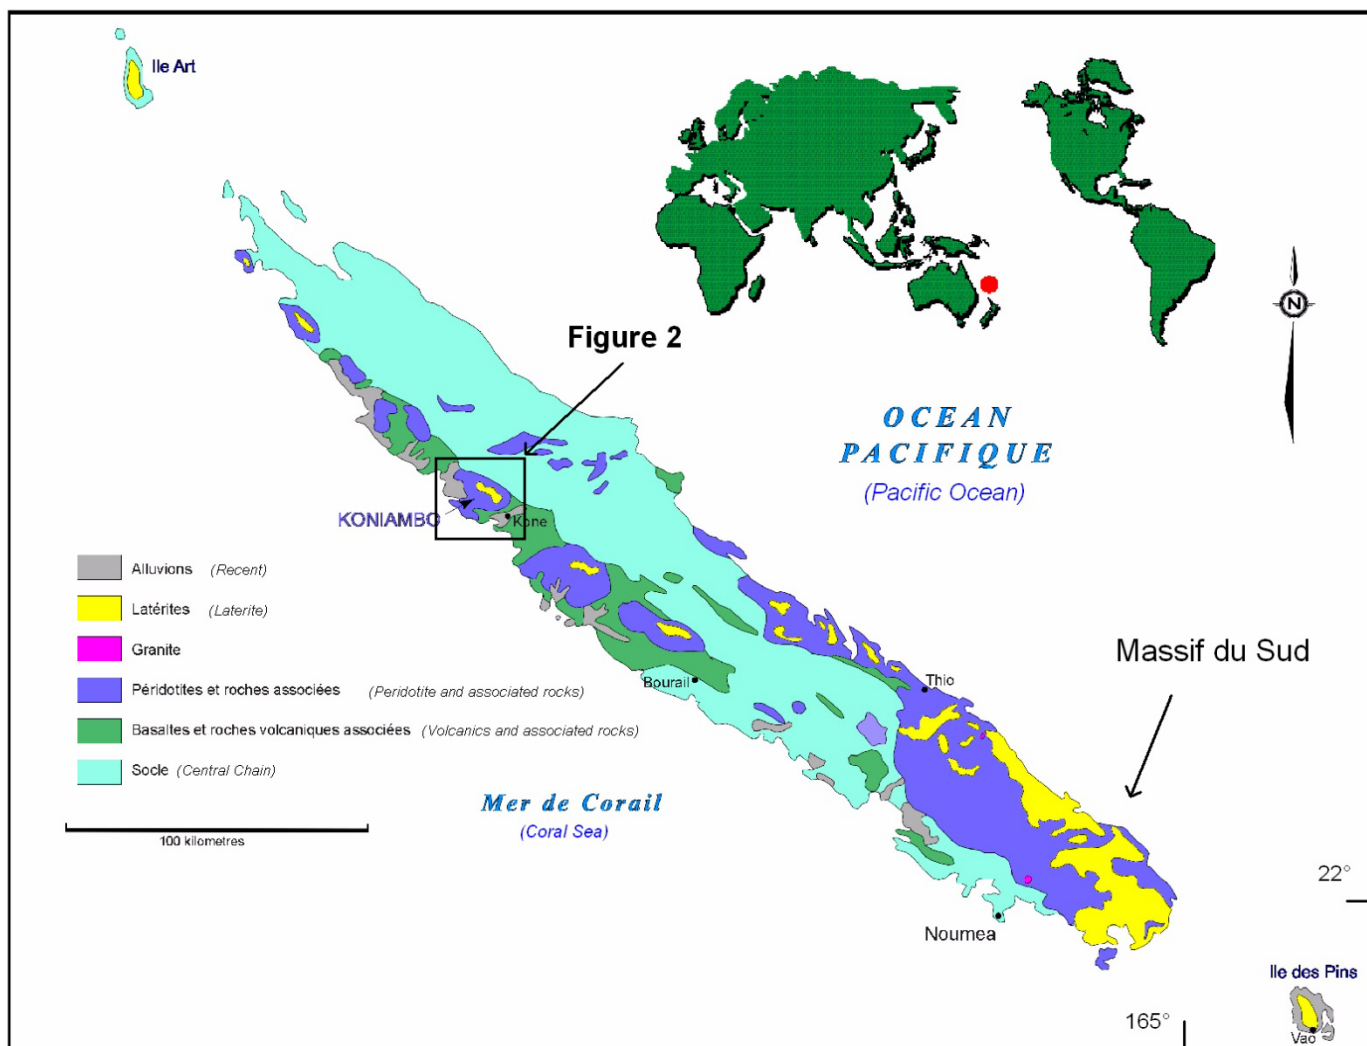 Ile Art
Figure 2
N
OCEAN
PACIFIQUE
(Pacific Ocean)
KONIAMBO
Kone
Alluvions (Recent)
Latérites (Laterite)
Granite
Péridotites et roches associées (Peridotite and associated rocks)
Basaltes et roches volcaniques associées (Volcanics and associated rocks)
Socle (Central Chain)
100 kilometres
Bourail
Thio
Massif du Sud
Mer de Corail
(Coral Sea)
Noumea
22°
Ile des Pins
Vao
165°